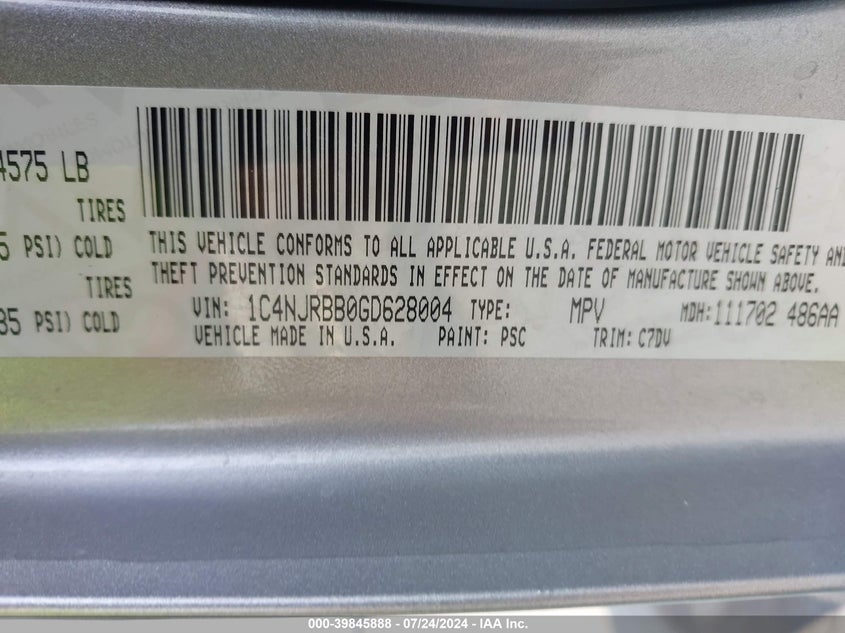 4575 LB
TIRES
5 PSI) COLD
TIRES
35 PSI) COLD
THIS VEHICLE CONFORMS TO ALL APPLICABLE U.S.A. FEDERAL MOTOR VEHICLE SAFETY AND
THEFT PREVENTION STANDARDS IN EFFECT ON THE DATE OF MANUFACTURE SHOWN ABOVE.
VIN: 1C4NJRBB0GD628004 TYPE: MPV MDH:111702 486AA
VEHICLE MADE IN U.S.A. PAINT: PSC TRIM: C7DV
000-39845888 - 07/24/2024 - IAA Inc.